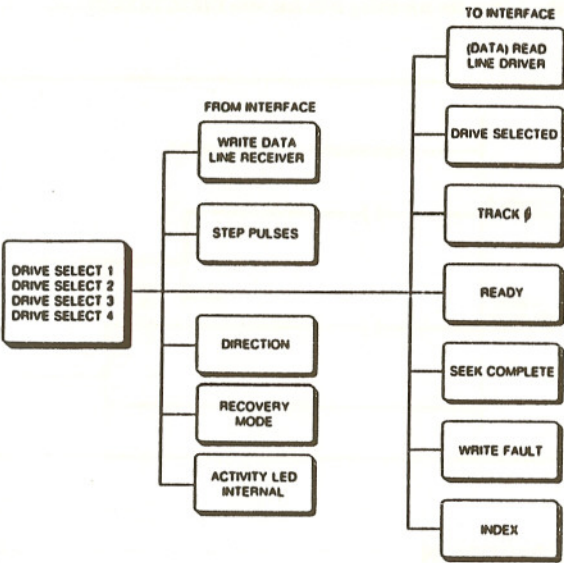 DRIVE SELECT 1
DRIVE SELECT 2
DRIVE SELECT 3
DRIVE SELECT 4
FROM INTERFACE
WRITE DATA
LINE RECEIVER
STEP PULSES
DIRECTION
RECOVERY
MODE
ACTIVITY LED
INTERNAL
TO INTERFACE
(DATA) READ
LINE DRIVER
DRIVE SELECTED
TRACK 0
READY
SEEK COMPLETE
WRITE FAULT
INDEX